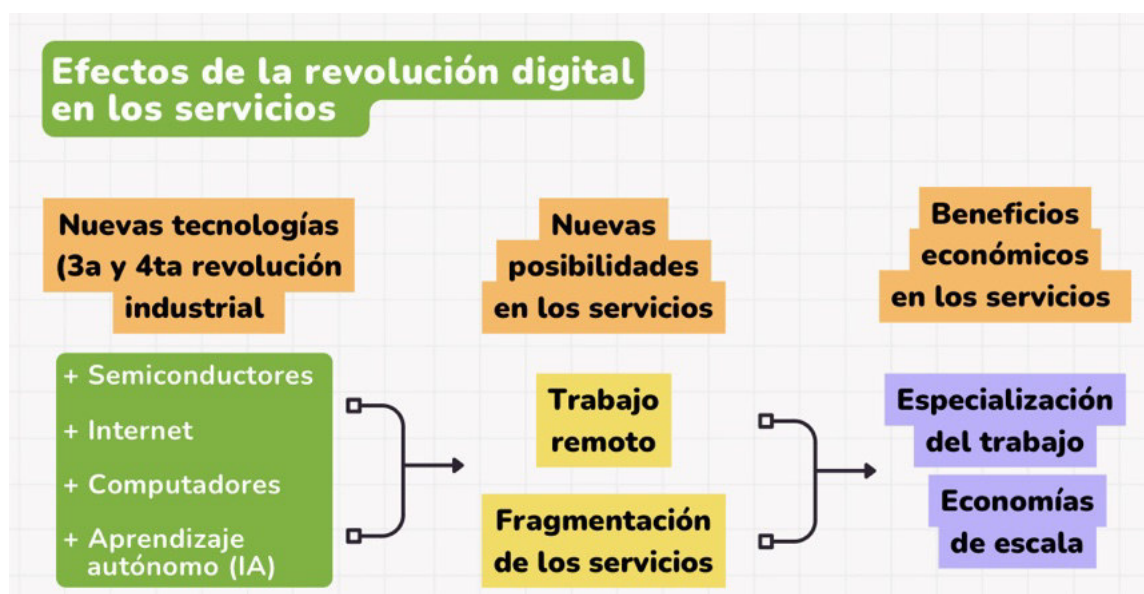 Efectos de la revolución digital
en los servicios
Nuevas tecnologías
(3a y 4ta revolución
industrial
+ Semiconductores
+ Internet
+ Computadores
+ Aprendizaje
autónomo (IA)
Nuevas
posibilidades
en los servicios
Trabajo
remoto
Fragmentación
de los servicios
Beneficios
económicos
en los servicios
Especialización
del trabajo
Economías
de escala